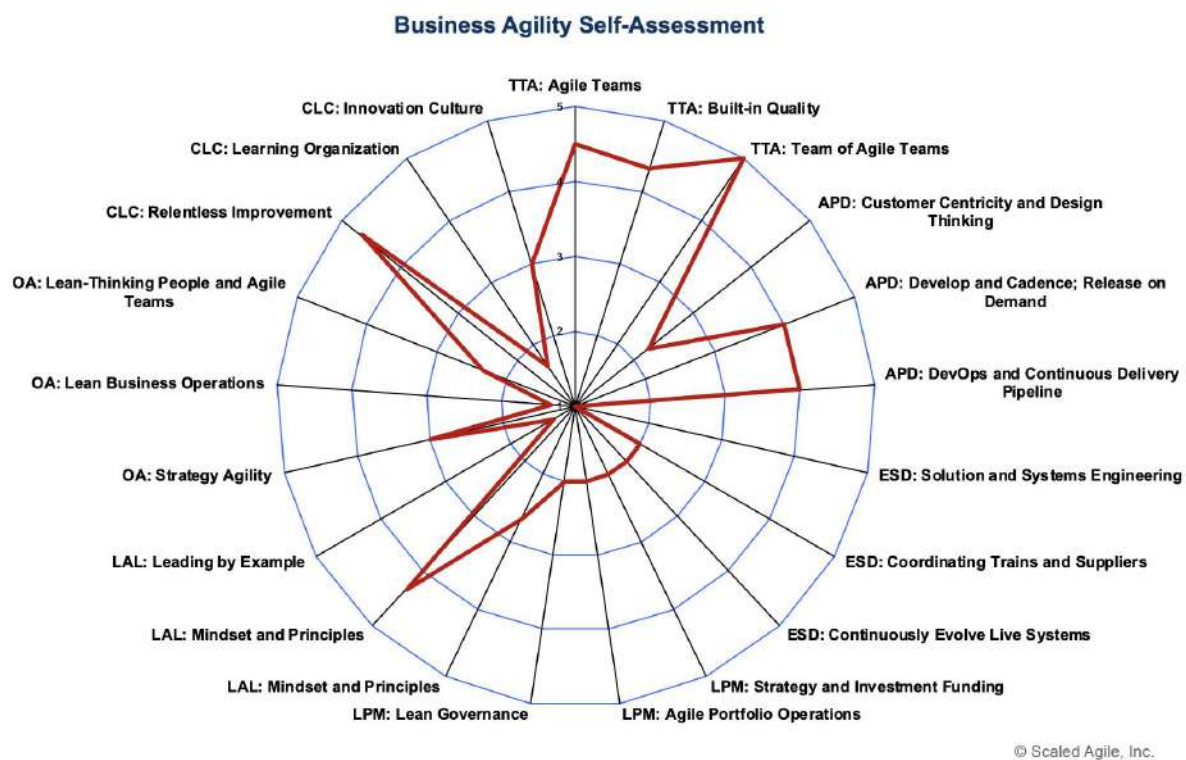 Business Agility Self-Assessment
TTA: Agile Teams
CLC: Innovation Culture
TTA: Built-in Quality
CLC: Learning Organization
TTA: Team of Agile Teams
CLC: Relentless Improvement
APD: Customer Centricity and Design
Thinking
OA: Lean-Thinking People and Agile
Teams
APD: Develop and Cadence; Release on
Demand
OA: Lean Business Operations
APD: DevOps and Continuous Delivery
Pipeline
OA: Strategy Agility
ESD: Solution and Systems Engineering
LAL: Leading by Example
ESD: Coordinating Trains and Suppliers
LAL: Mindset and Principles
ESD: Continuously Evolve Live Systems
LAL: Mindset and Principles
LPM: Strategy and Investment Funding
LPM: Lean Governance
LPM: Agile Portfolio Operations
5
4
3
2
1
© Scaled Agile, Inc.